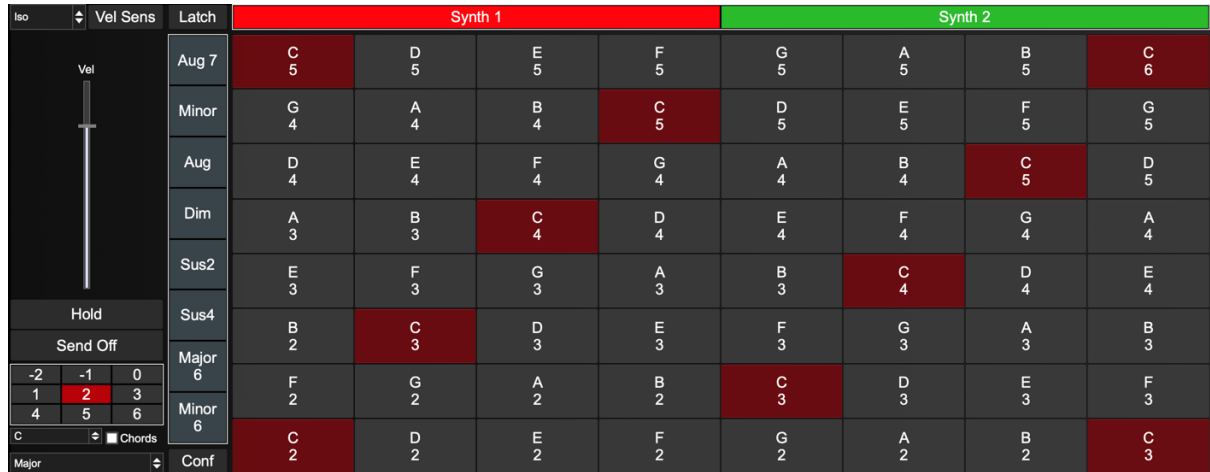 Iso Vel Sens Latch Synth 1 Synth 2
Vel
Aug 7
Minor
Aug
Dim
Sus2
Sus4
Major
6
Minor
6
Conf
Hold
Send Off
-2 -1 0
1 2 3
4 5 6
C Chords
Major
C D E F G A B C
5 5 5 5 5 5 5 6
G A B C D E F G
4 4 4 5 5 5 5 5
D E F G A B C D
4 4 4 4 4 4 5 5
A B C D E F G A
3 3 4 4 4 4 4 4
E F G A B C D E
3 3 3 3 3 4 4 4
B C D E F G A B
2 3 3 3 3 3 3 3
F G A B C D E F
2 2 2 2 3 3 3 3
C D E F G A B C
2 2 2 2 2 2 2 3